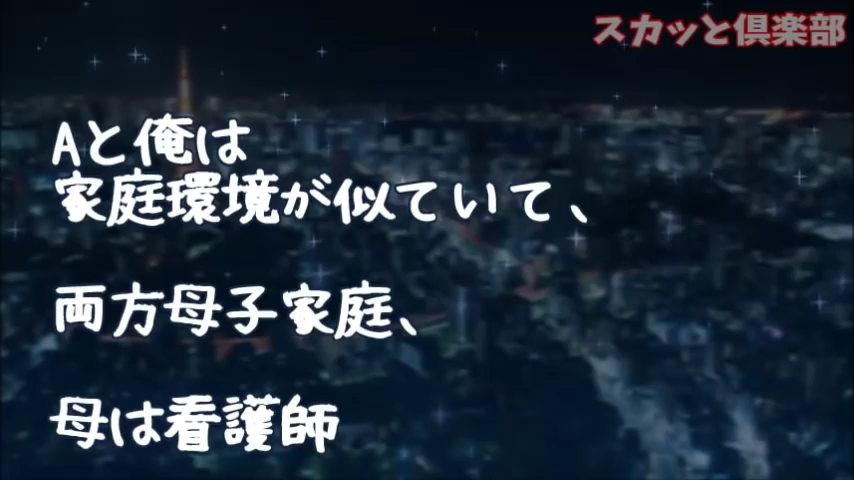 スカッと倶楽部
Aと俺は
家庭環境が似ていて、
両方母子家庭、
母は看護師